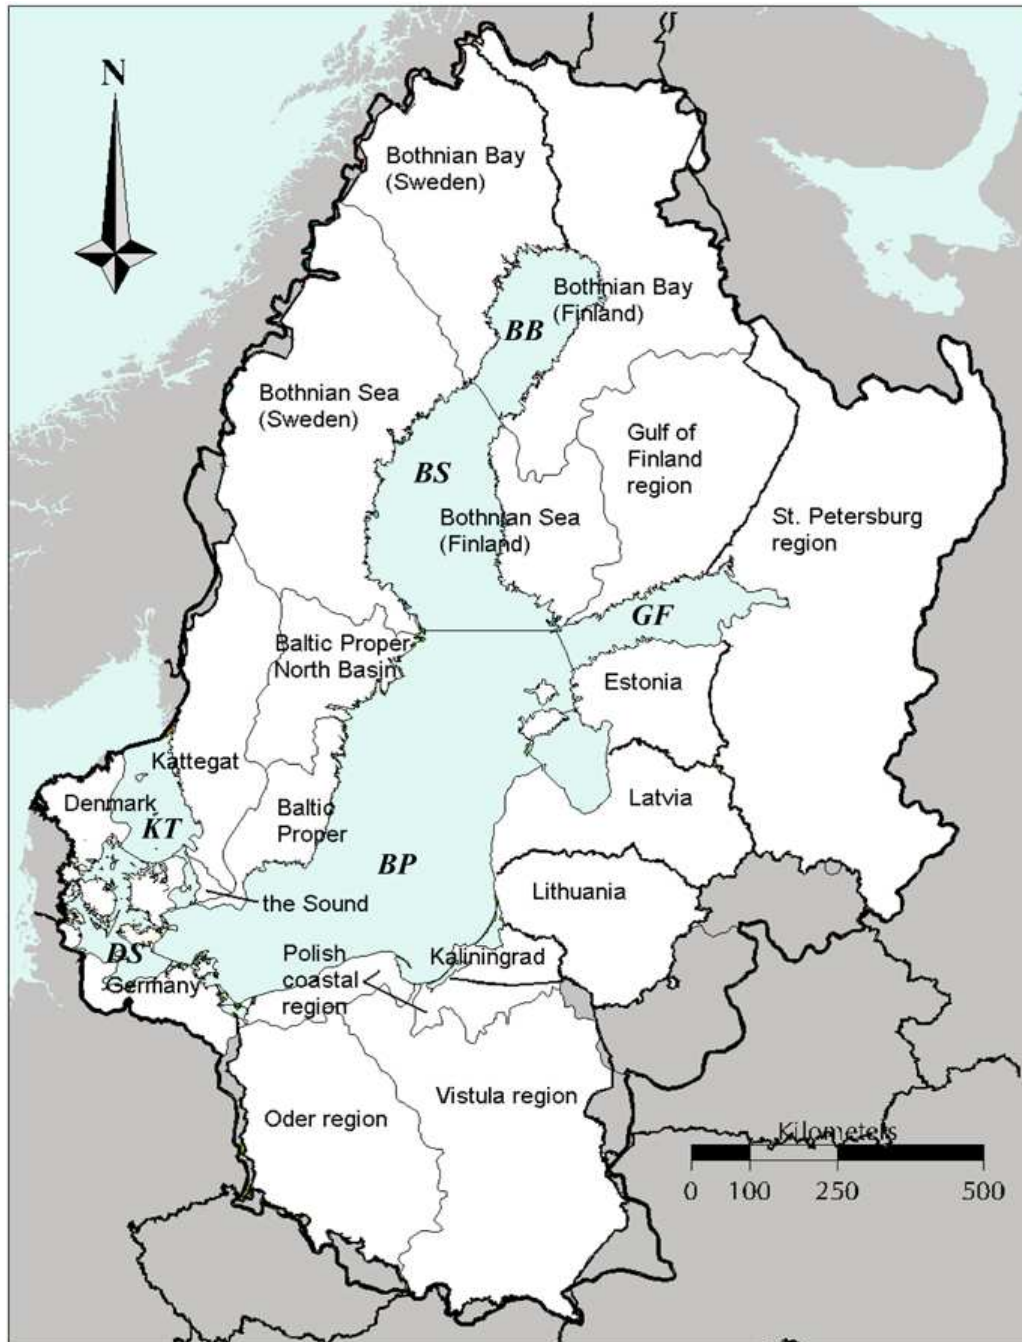 N
Bothnian Bay
(Sweden)
Bothnian Bay
(Finland)
BB
Bothnian Sea
(Sweden)
Gulf of
Finland
region
BS
Bothnian Sea
(Finland)
St. Petersburg
region
GF
Baltic Proper
North Basin
Estonia
Kattegat
Denmark
KT
Baltic
Proper
Latvia
BP
Lithuania
the Sound
DS
Germany
Polish
coastal
region
Kaliningrad
Vistula region
Oder region
Kilometers
0 100 250 500